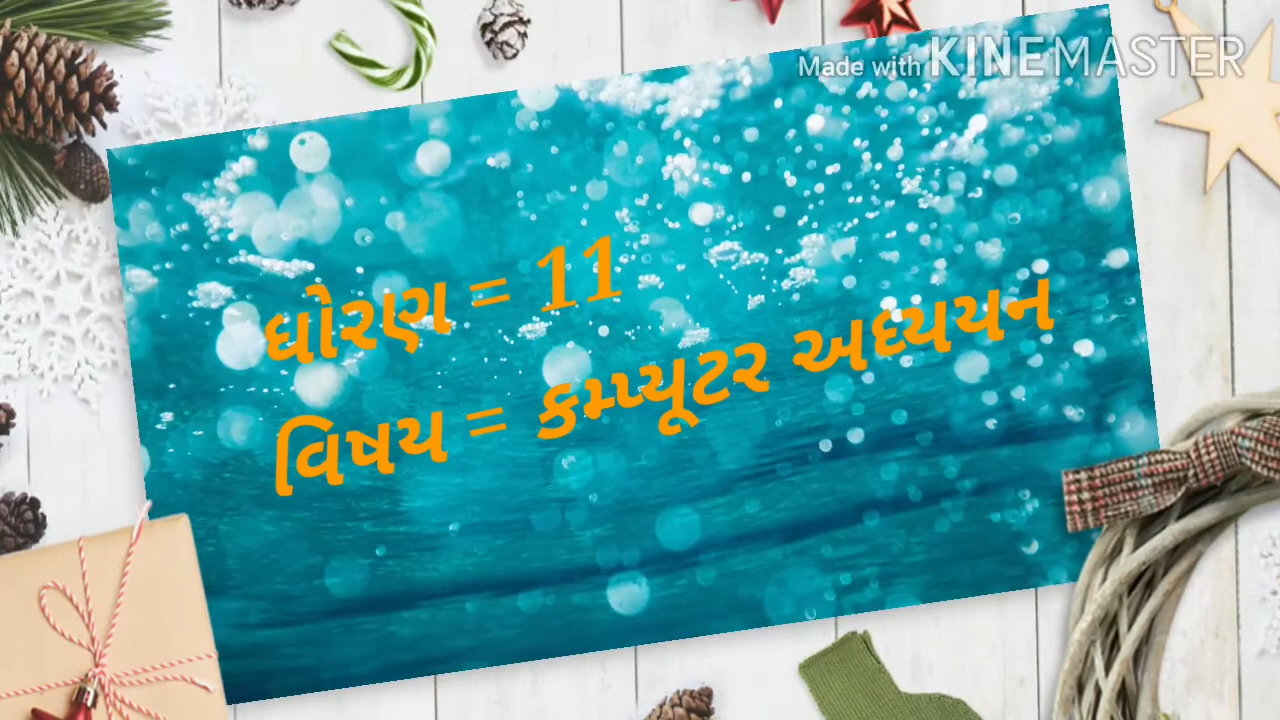 Made with KINEMASTER
ધોરણ = 11
વિષય = કમ્પ્યૂટર અધ્યયન